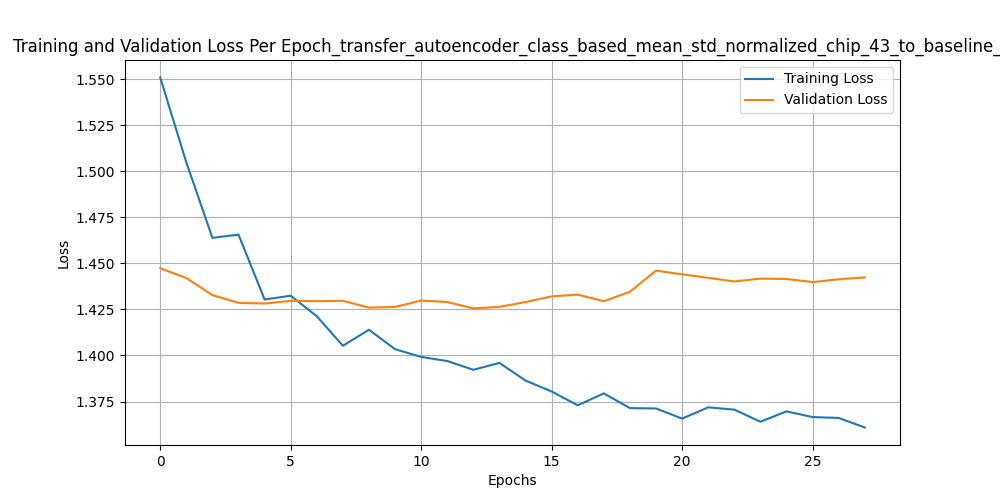 Training and Validation Loss Per Epoch_transfer_autoencoder_class_based_mean_std_normalized_chip_43_to_baseline_
Training Loss
Validation Loss
1.550
1.525
1.500
1.475
1.450
1.425
1.400
1.375
Loss
0
5
10
15
20
25
Epochs